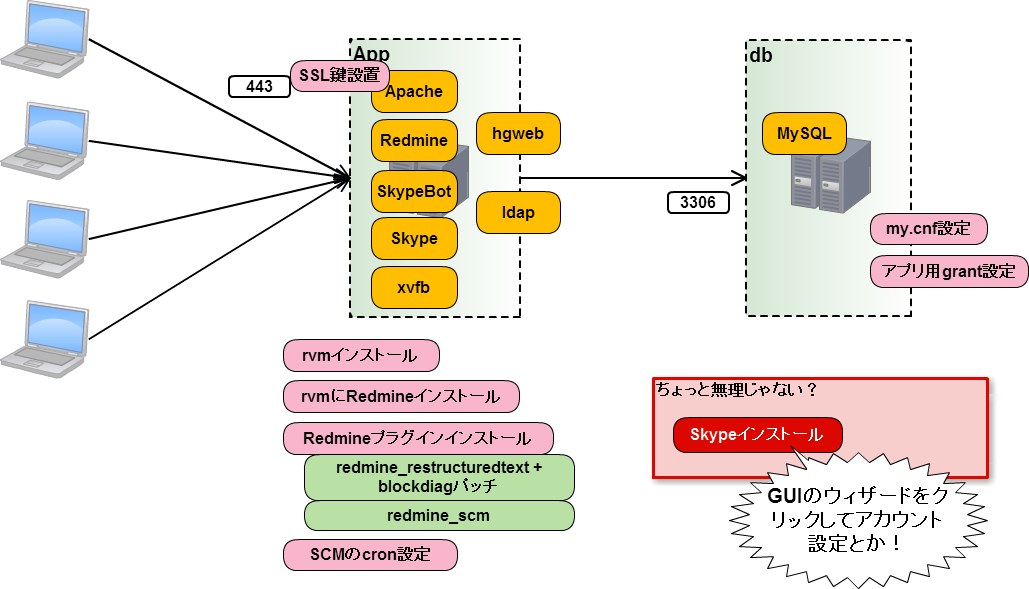 App
SSL鍵設置
443
Apache
Redmine
hgweb
SkypeBot
ldap
Skype
xvfb
3306
db
MySQL
my.cnf設定
アプリ用grant設定
rvmインストール
rvmにRedmineインストール
Redmineプラグインインストール
redmine_restructuredtext +
blockdiagパッチ
redmine_scm
SCMのcron設定
ちょっと無理じゃない？
Skypeインストール
GUIのウィザードをク
リックしてアカウント
設定とか！